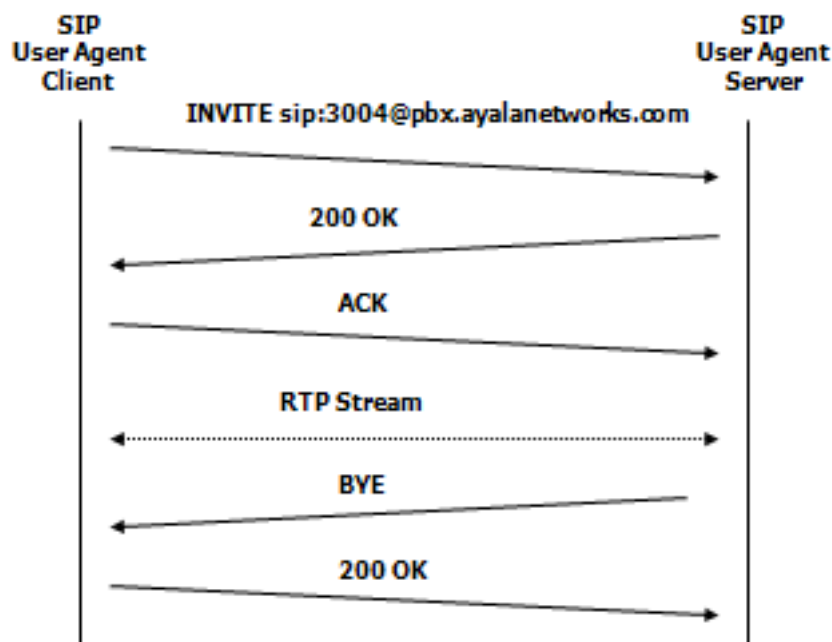 SIP
User Agent
Client
SIP
User Agent
Server
INVITE sip:3004@pbx.ayalanetworks.com
200 OK
ACK
RTP Stream
BYE
200 OK